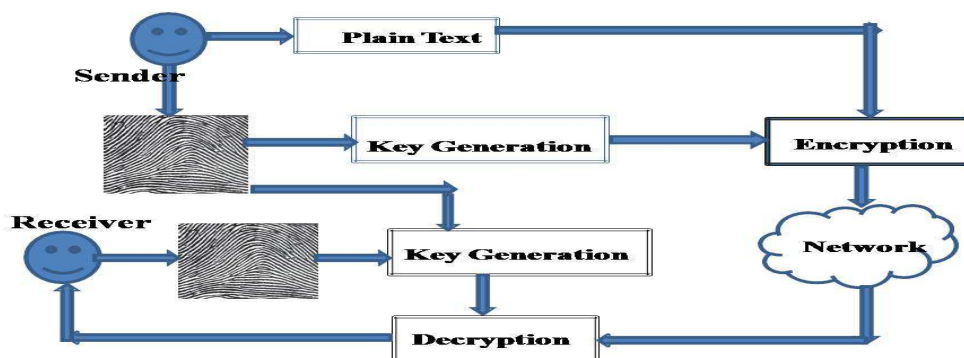 Plain Text
Sender
Key Generation
Encryption
Receiver
Key Generation
Network
Decryption